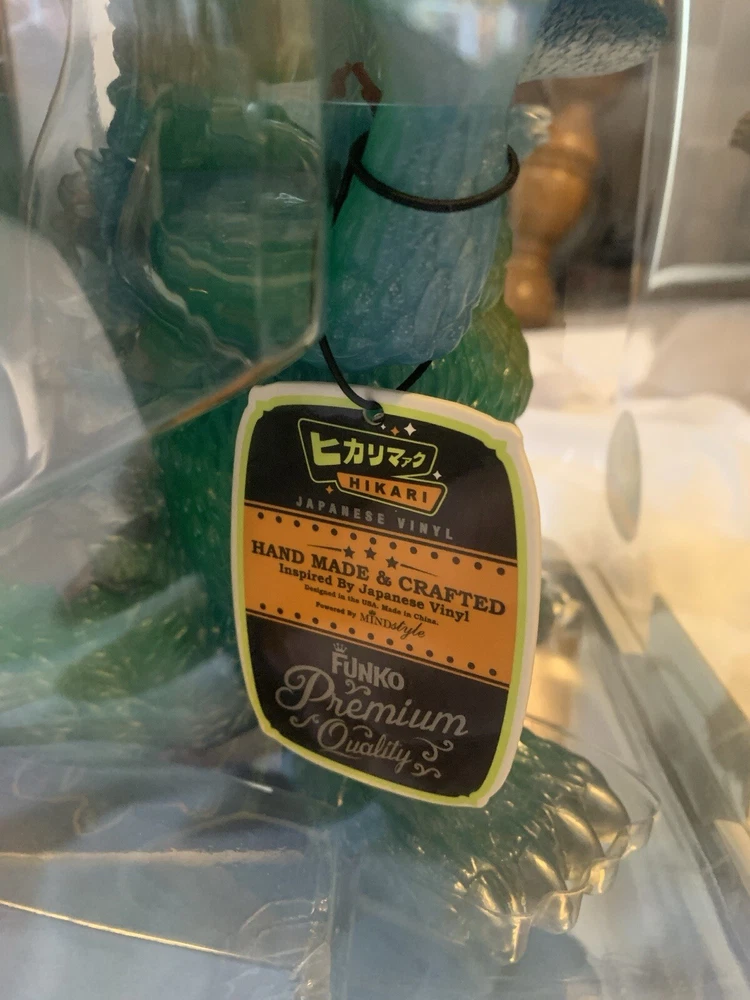 ヒカリマァク
HIKARI
JAPANESE VINYL
HAND MADE & CRAFTED
Inspired By Japanese Vinyl
Designed in the USA. Made in China.
Powered By MINDstyle
FUNKO
Premium
Quality